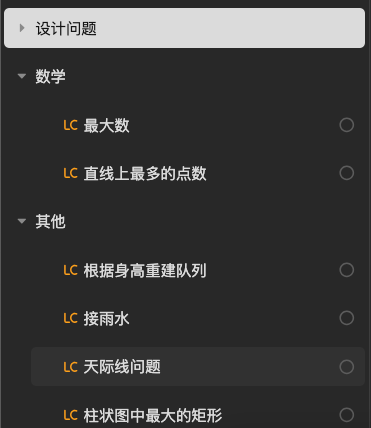 设计问题
数学
LC 最大数
LC 直线上最多的点数
其他
LC 根据身高重建队列
LC 接雨水
LC 天际线问题
LC 柱状图中最大的矩形